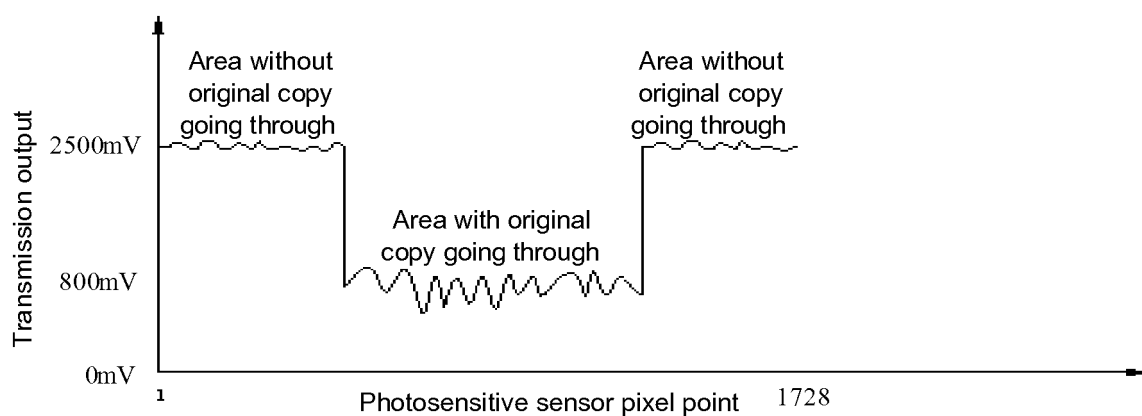 Area without
original copy
going through
Area without
original copy
going through
Transmission output
2500mV
Area with original
copy going through
800mV
0mV
1
Photosensitive sensor pixel point
1728